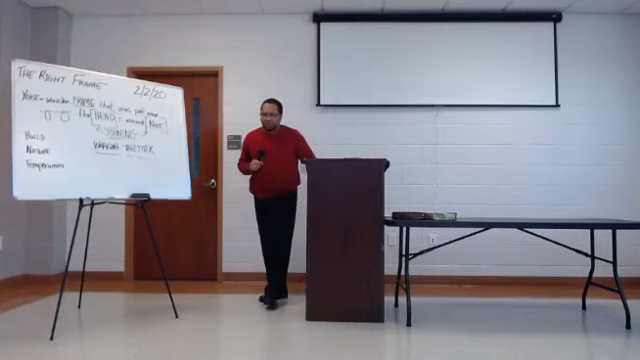 THE RIGHT FRAME
2/2/20
YOKE - wooden FRAME that was put over
the HEAD around Neck
JOINING
WORKING TOGETHER
BUILD
NATURE
Temperament